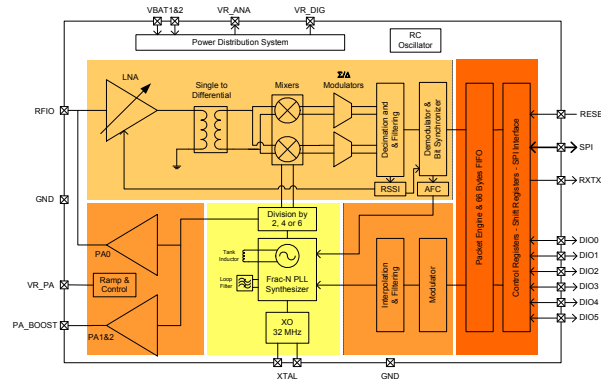 VBAT1&2
VR_ANA
VR_DIG
Power Distribution System
RC
Oscillator
LNA
Single to
Differential
Mixers
Σ/Δ
Modulators
RFIO
Decimation and
& Filtering
Demodulator &
Bit Synchronizer
RSSI
AFC
Packet Engine & 66 Bytes FIFO
Control Registers - Shift Registers - SPI Interface
RESE
SPI
RXTX
GND
PA0
Division by
2, 4 or 6
Tank
Inductor
Loop
Filter
Frac-N PLL
Synthesizer
Interpolation
& Filtering
Modulator
DIO0
DIO1
DIO2
DIO3
DIO4
DIO5
VR_PA
Ramp &
Control
PA_BOOST
PA1&2
XO
32 MHz
XTAL
GND